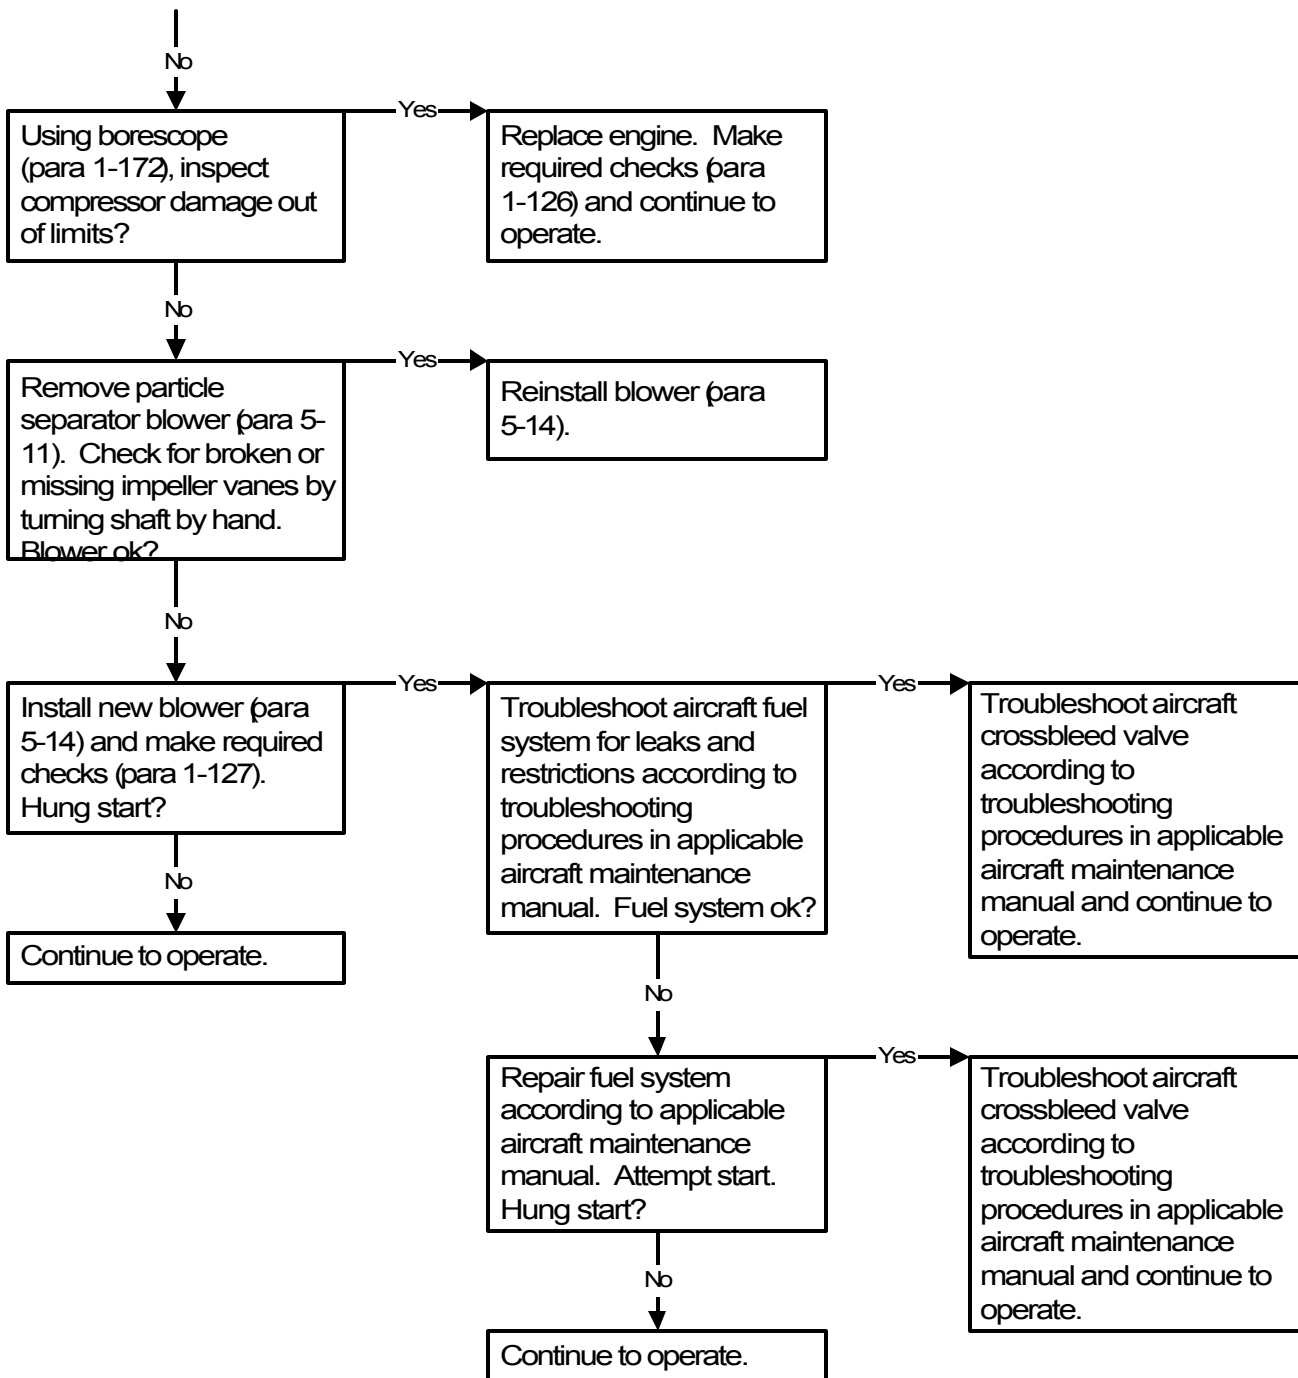 No
Using borescope
(para 1-172), inspect
compressor damage out
of limits?
Yes
Replace engine. Make
required checks (para
1-126) and continue to
operate.
No
Remove particle
separator blower (para 5-
11). Check for broken or
missing impeller vanes by
turning shaft by hand.
Blower ok?
Yes
Reinstall blower (para
5-14).
No
Install new blower (para
5-14) and make required
checks (para 1-127).
Hung start?
Yes
Troubleshoot aircraft fuel
system for leaks and
restrictions according to
troubleshooting
procedures in applicable
aircraft maintenance
manual. Fuel system ok?
Yes
Troubleshoot aircraft
crossbleed valve
according to
troubleshooting
procedures in applicable
aircraft maintenance
manual and continue to
operate.
No
Continue to operate.
No
Repair fuel system
according to applicable
aircraft maintenance
manual. Attempt start.
Hung start?
Yes
Troubleshoot aircraft
crossbleed valve
according to
troubleshooting
procedures in applicable
aircraft maintenance
manual and continue to
operate.
No
Continue to operate.